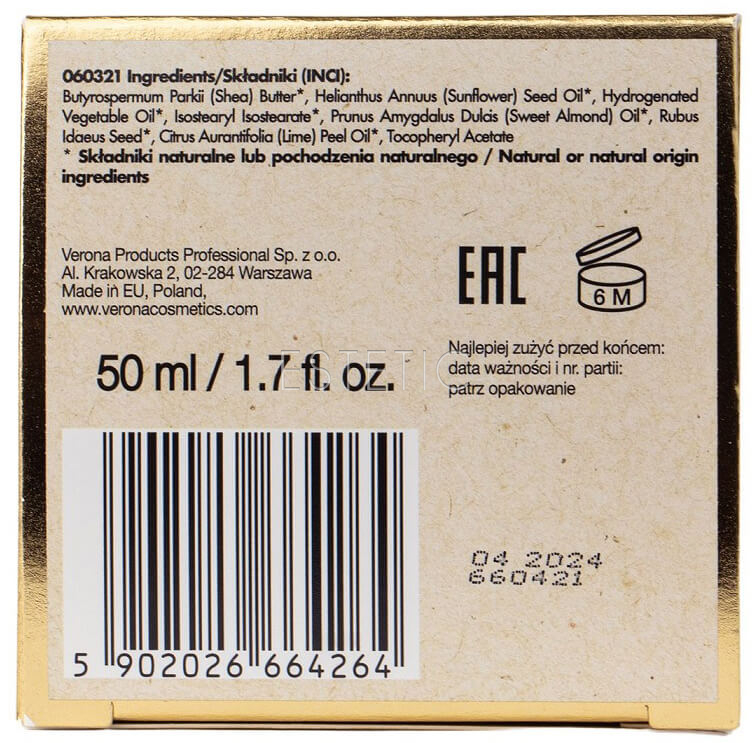 060321 Ingredients/Składniki (INCI):
Butyrospermum Parkii (Shea) Butter*, Helianthus Annuus (Sunflower) Seed Oil*, Hydrogenated
Vegetable Oil*, Isostearyl Isostearate*, Prunus Amygdalus Dulcis (Sweet Almond) Oil*, Rubus
Idaeus Seed*, Citrus Aurantifolia (Lime) Peel Oil*, Tocopheryl Acetate
* Składniki naturalne lub pochodzenia naturalnego / Natural or natural origin
ingredients
Verona Products Professional Sp. z o.o.
Al. Krakowska 2, 02-284 Warszawa
Made in EU, Poland,
www.veronacosmetics.com
EAC
6 M
50 ml / 1.7 fl. oz.
Najlepiej zużyć przed końcem:
data ważności i nr. partii:
patrz opakowanie
04 2024
660421
5 902026 664264